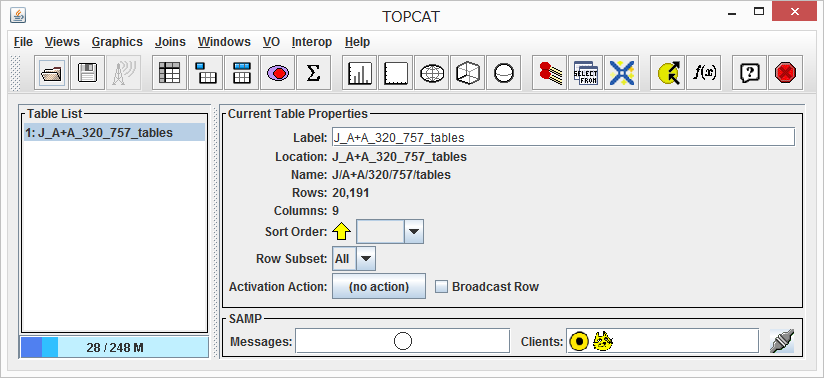 TOPCAT
File Views Graphics Joins Windows VO Interop Help
Σ SELECT FROM f(x) ?
Table List
1: J_A+A_320_757_tables
28 / 248 M
Current Table Properties
Label: J_A+A_320_757_tables
Location: J_A+A_320_757_tables
Name: J/A+A/320/757/tables
Rows: 20,191
Columns: 9
Sort Order:
Row Subset: All
Activation Action: (no action) Broadcast Row
SAMP
Messages: Clients: